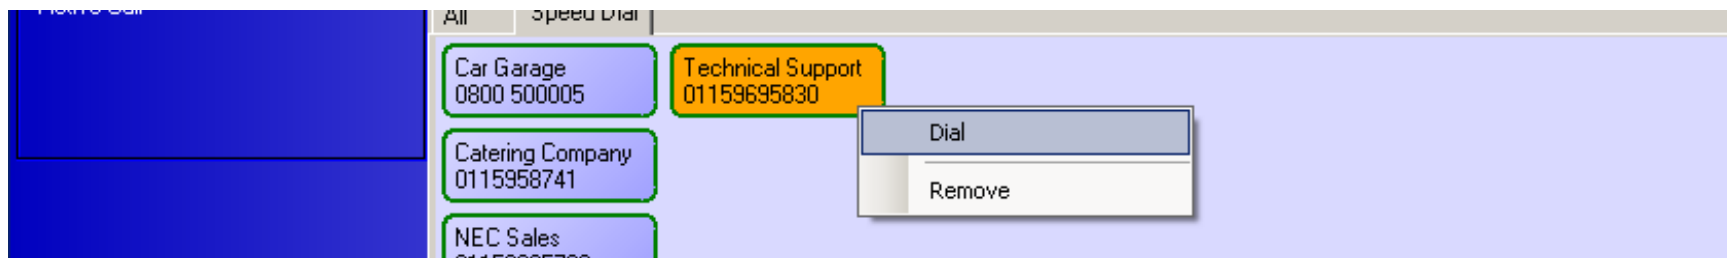 All
Speed Dial
Car Garage
0800 500005
Technical Support
01159695830
Dial
Remove
Catering Company
0115958741
NEC Sales